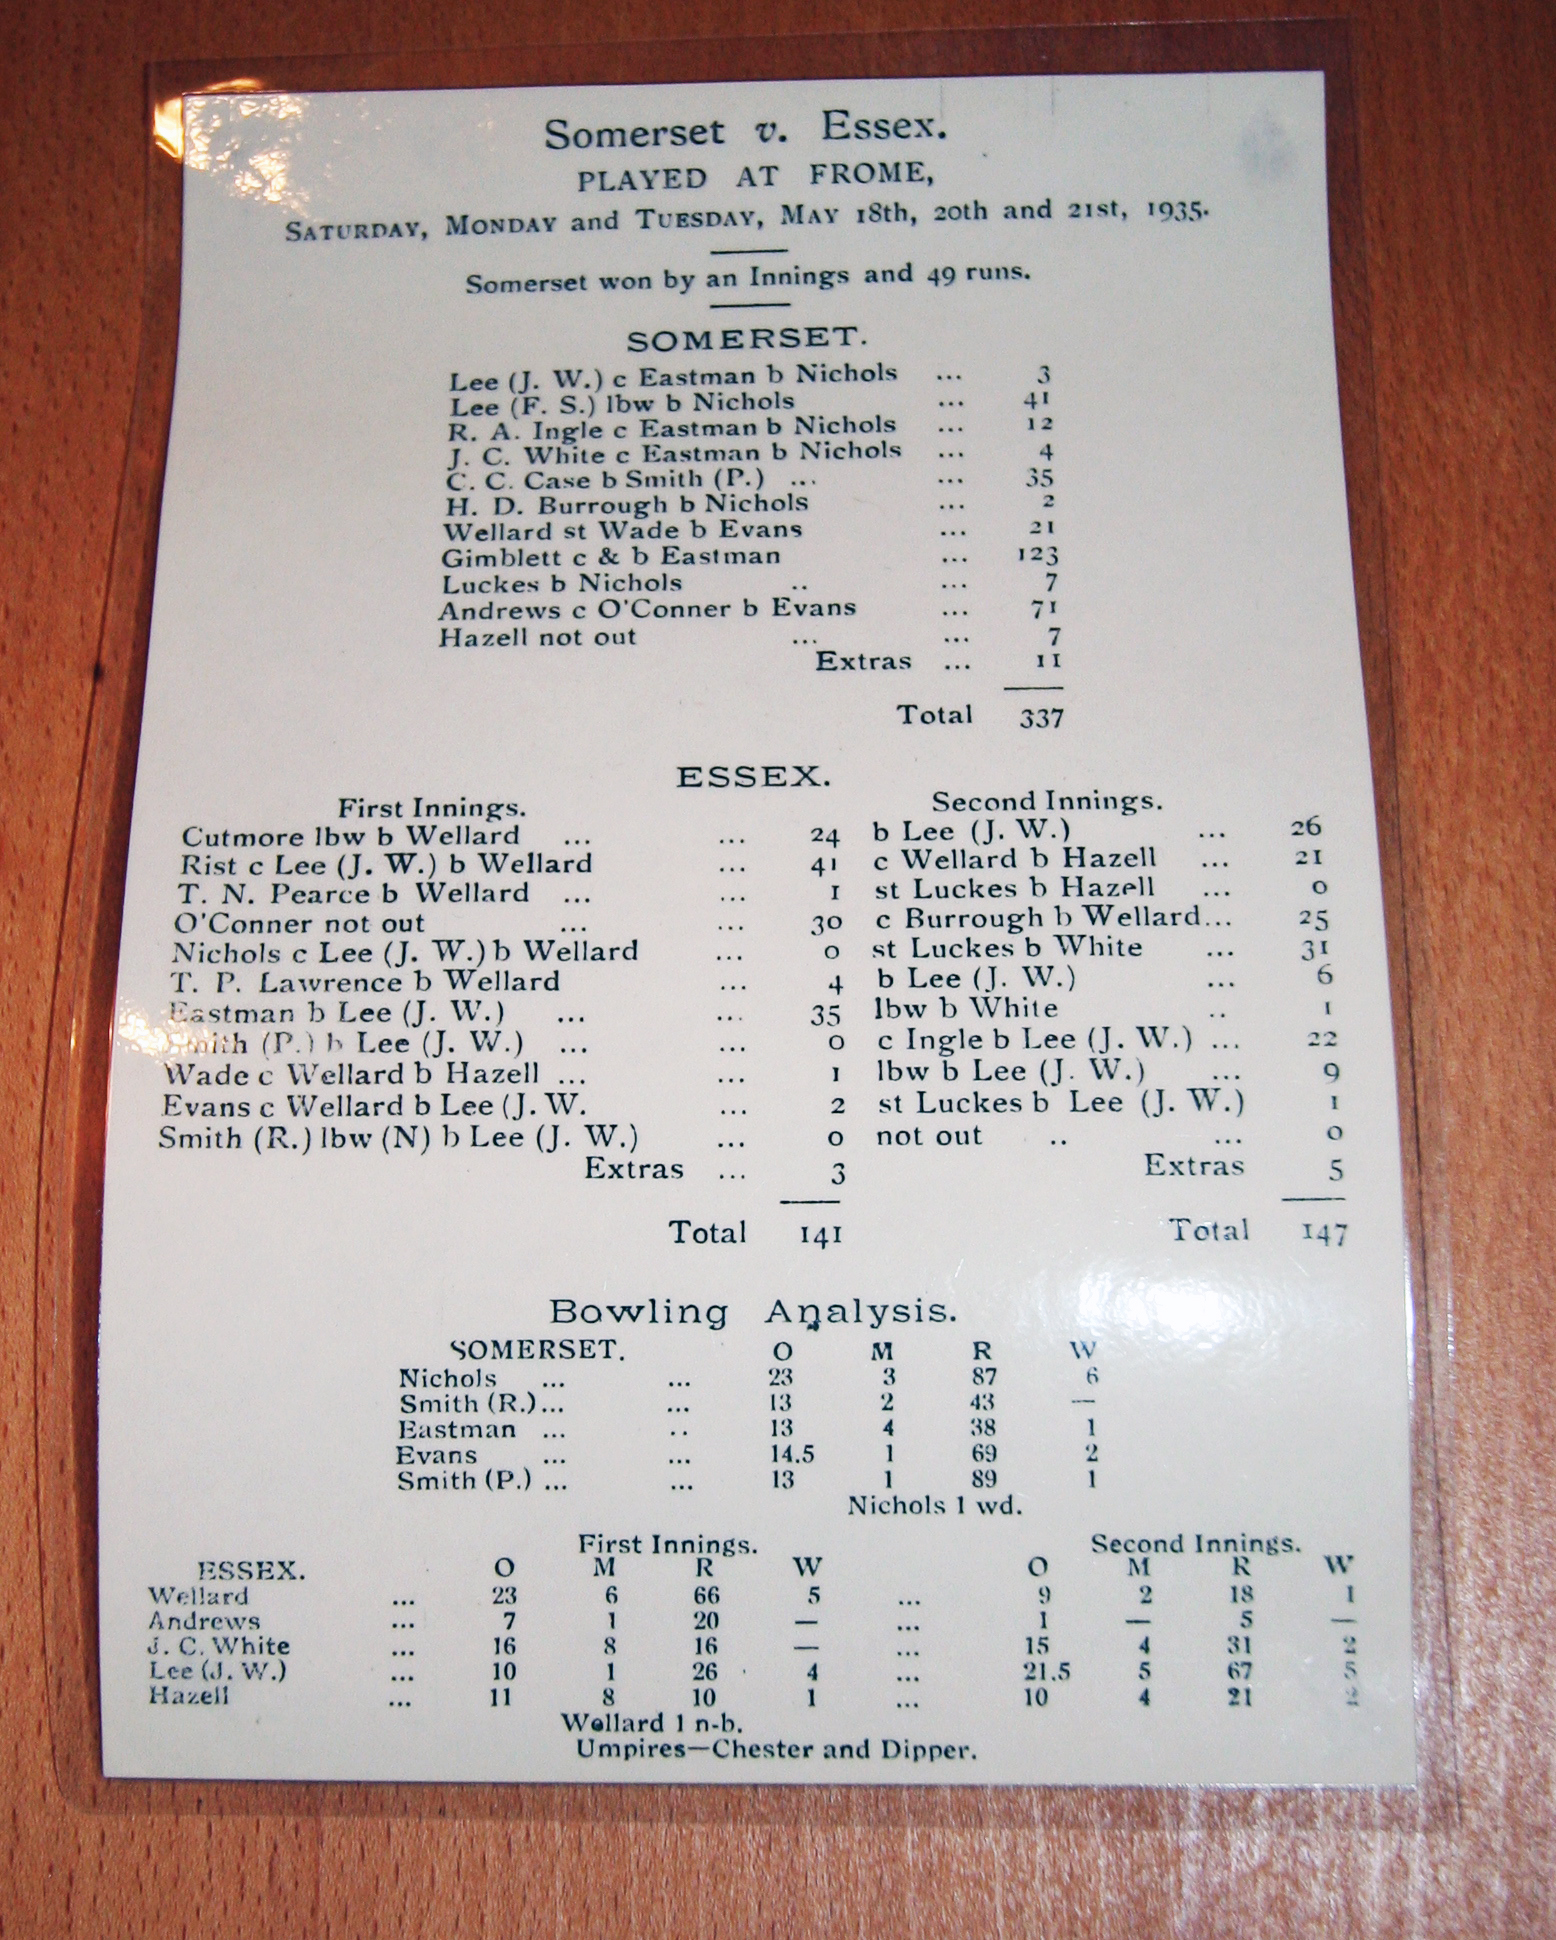 Somerset v. Essex.
PLAYED AT FROME,
SATURDAY, MONDAY and TUESDAY, MAY 18th, 20th and 21st, 1935.
Somerset won by an Innings and 49 runs.
SOMERSET.
Lee (J. W.) c Eastman b Nichols ... 3
Lee (F. S.) lbw b Nichols ... 41
R. A. Ingle c Eastman b Nichols ... 12
J. C. White c Eastman b Nichols ... 4
C. C. Case b Smith (P.) ... ... 35
H. D. Burrough b Nichols ... 2
Wellard st Wade b Evans ... 21
Gimblett c & b Eastman ... 123
Luckes b Nichols .. ... 7
Andrews c O'Conner b Evans ... 71
Hazell not out ... ... 7
Extras ... 11
Total 337
ESSEX.
First Innings. Second Innings.
Cutmore lbw b Wellard ... ... 24 b Lee (J. W.) ... 26
Rist c Lee (J. W.) b Wellard ... 41 c Wellard b Hazell ... 21
T. N. Pearce b Wellard ... ... 1 st Luckes b Hazell ... 0
O'Conner not out ... ... 30 c Burrough b Wellard... 25
Nichols c Lee (J. W.) b Wellard ... 0 st Luckes b White ... 31
T. P. Lawrence b Wellard ... 4 b Lee (J. W.) ... 6
Eastman b Lee (J. W.) ... ... 35 lbw b White .. 1
Smith (P.) b Lee (J. W.) ... ... 0 c Ingle b Lee (J. W.) ... 22
Wade c Wellard b Hazell ... ... 1 lbw b Lee (J. W.) ... 9
Evans c Wellard b Lee (J. W. ... 2 st Luckes b Lee (J. W.) 1
Smith (R.) lbw (N) b Lee (J. W.) ... 0 not out .. ... 0
Extras ... 3 Extras 5
Total 141 Total 147
Bowling Analysis.
SOMERSET. O M R W
Nichols ... ... 23 3 87 6
Smith (R.)... ... 13 2 43 —
Eastman ... .. 13 4 38 1
Evans ... ... 14.5 1 69 2
Smith (P.) ... ... 13 1 89 1
Nichols 1 wd.
First Innings. Second Innings.
ESSEX. O M R W O M R W
Wellard ... 23 6 66 5 ... 9 2 18 1
Andrews ... 7 1 20 — ... 1 — 5 —
J. C. White ... 16 8 16 — ... 15 4 31 2
Lee (J. W.) ... 10 1 26 4 ... 21.5 5 67 5
Hazell ... 11 8 10 1 ... 10 4 21 2
Wellard 1 n-b.
Umpires—Chester and Dipper.